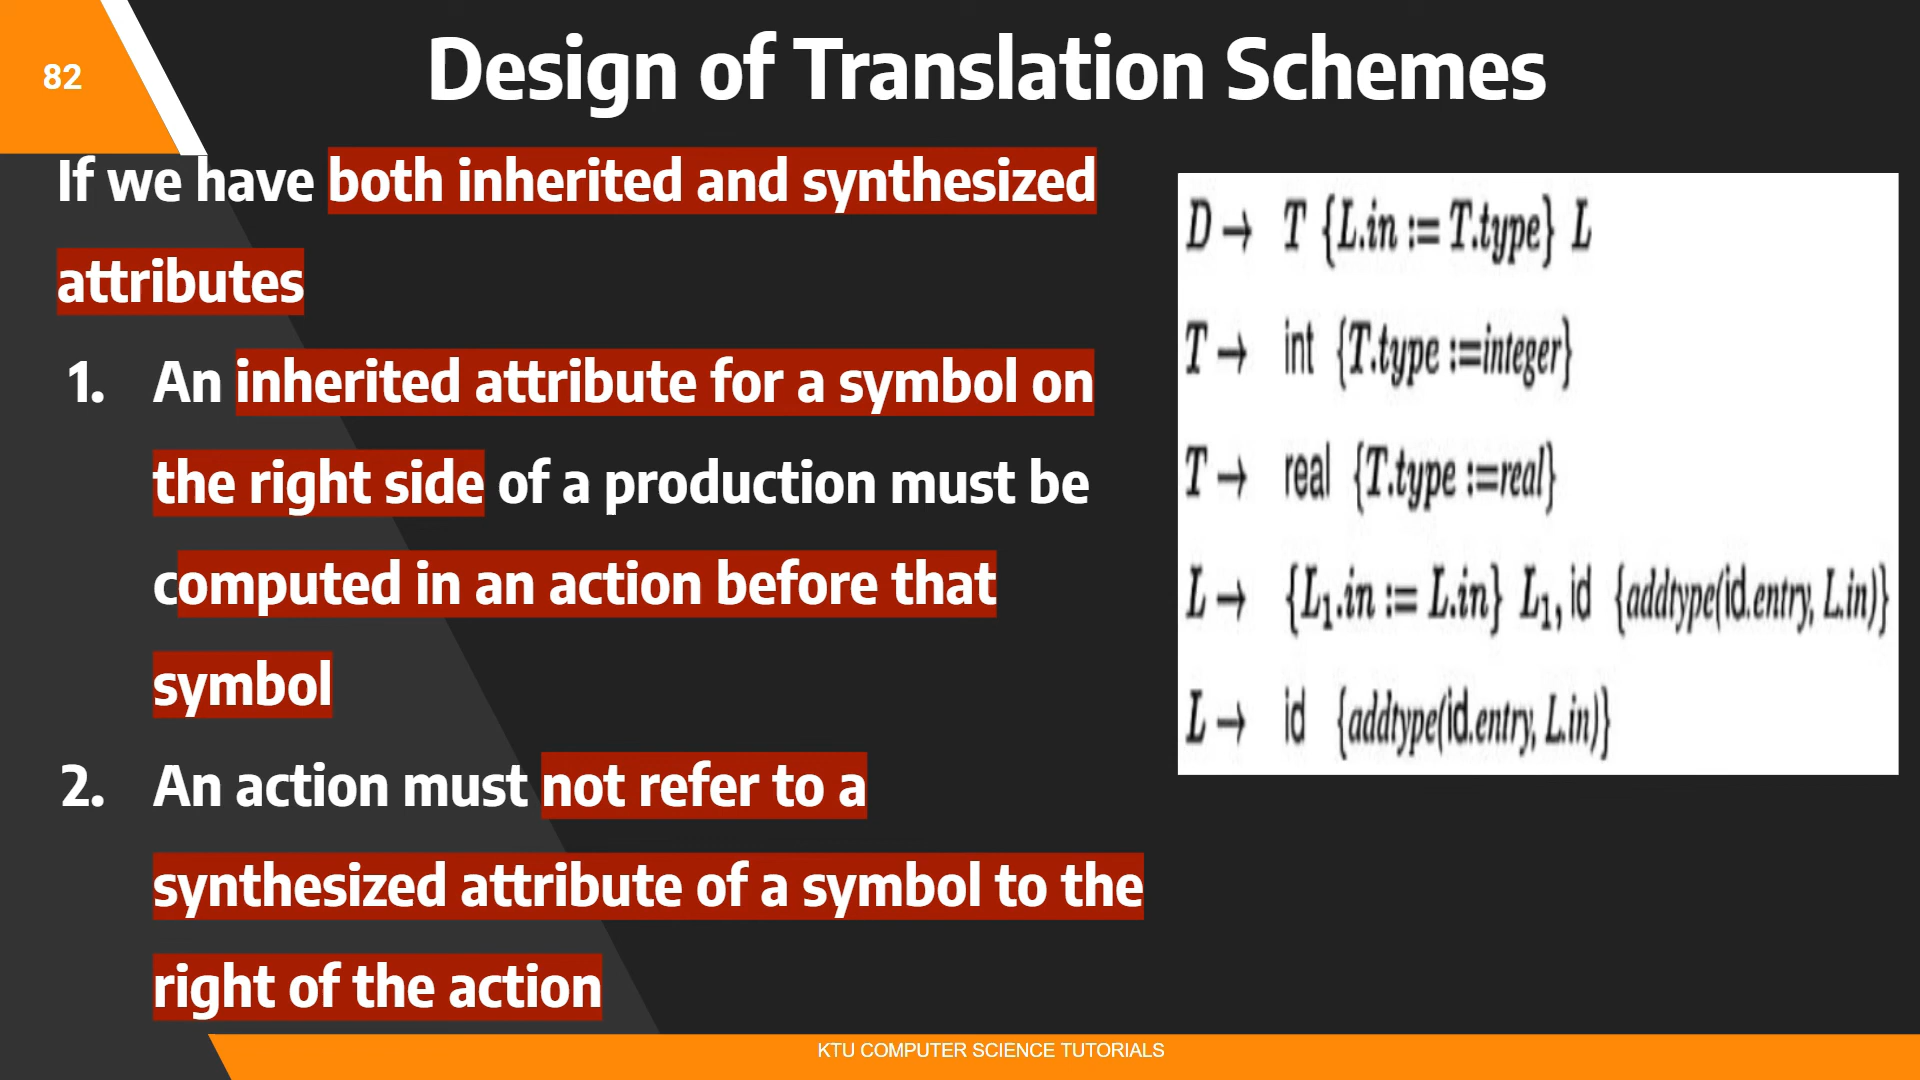 82
Design of Translation Schemes
If we have both inherited and synthesized
attributes
1. An inherited attribute for a symbol on
the right side of a production must be
computed in an action before that
symbol
2. An action must not refer to a
synthesized attribute of a symbol to the
right of the action
D → T {L.in := T.type} L
T → int {T.type :=integer}
T → real {T.type :=real}
L → {L₁.in := L.in} L₁, id {addtype(id.entry, L.in)}
L → id {addtype(id.entry, L.in)}
KTU COMPUTER SCIENCE TUTORIALS